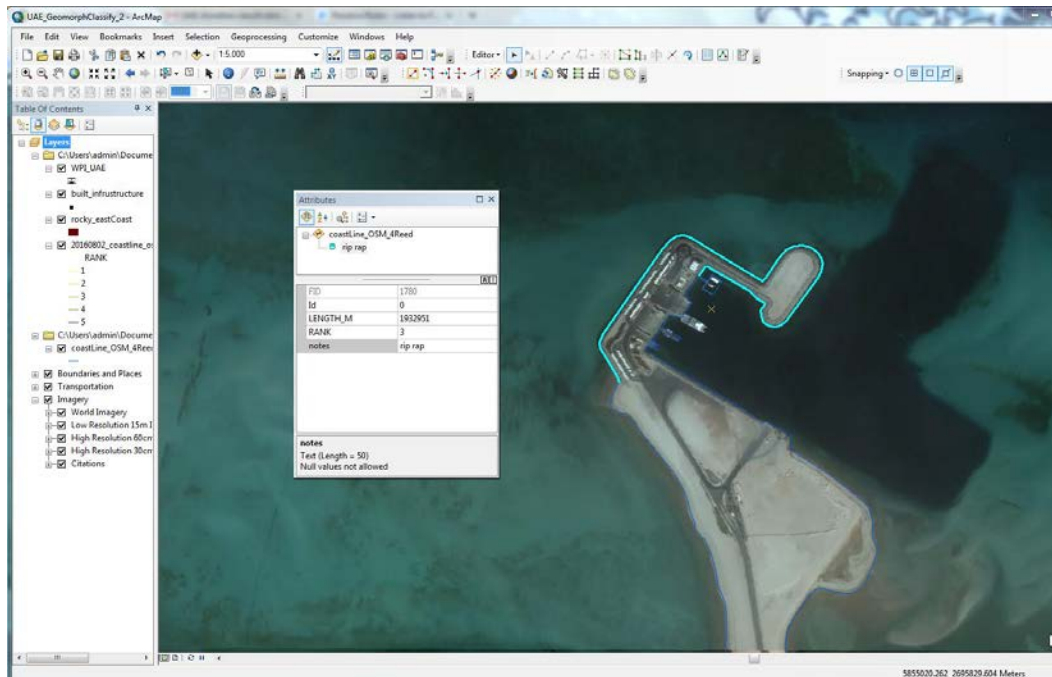 UAE_GeomorphClassify_2 - ArcMap
File Edit View Bookmarks Insert Selection Geoprocessing Customize Windows Help
1:5,000
Editor
Snapping
Table Of Contents
Layers
C:\Users\admin\Docume
WPI_UAE
built_infrustructure
rocky_eastCoast
20160802_coastline_os
RANK
1
2
3
4
5
C:\Users\admin\Docume
coastLine_OSM_4Reed
Boundaries and Places
Transportation
Imagery
World Imagery
Low Resolution 15m I
High Resolution 60cm
High Resolution 30cm
Citations
Attributes
coastLine_OSM_4Reed
rip rap
FID 1780
Id 0
LENGTH_M 1932951
RANK 3
notes rip rap
notes
Text (Length = 50)
Null values not allowed
5855020.262 2695829.604 Meters